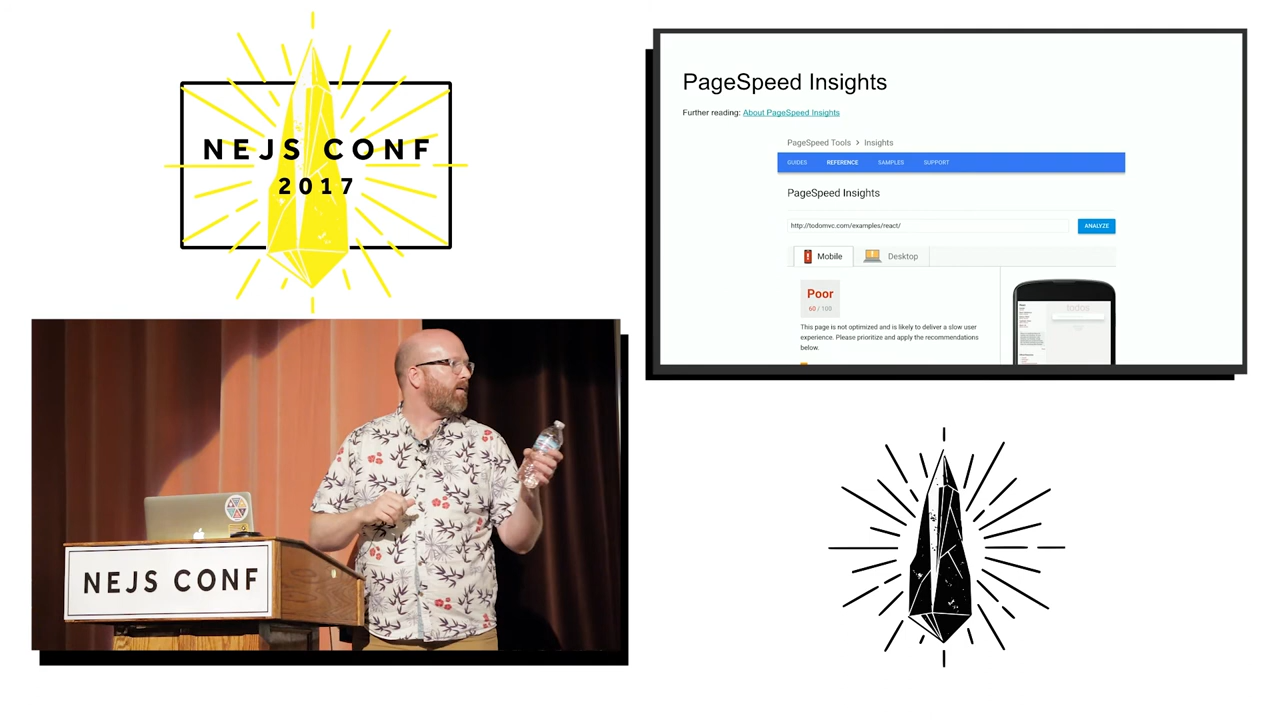 NEJS CONF
2017
PageSpeed Insights
Further reading: About PageSpeed Insights
PageSpeed Tools > Insights
GUIDES REFERENCE SAMPLES SUPPORT
PageSpeed Insights
http://todomvc.com/examples/react/ ANALYZE
Mobile Desktop
Poor
60 / 100
This page is not optimized and is likely to deliver a slow user
experience. Please prioritize and apply the recommendations
below.
todos
NEJS CONF